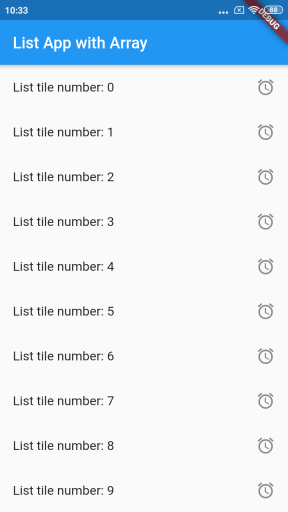 10:33
88
DEBUG
List App with Array
List tile number: 0
List tile number: 1
List tile number: 2
List tile number: 3
List tile number: 4
List tile number: 5
List tile number: 6
List tile number: 7
List tile number: 8
List tile number: 9